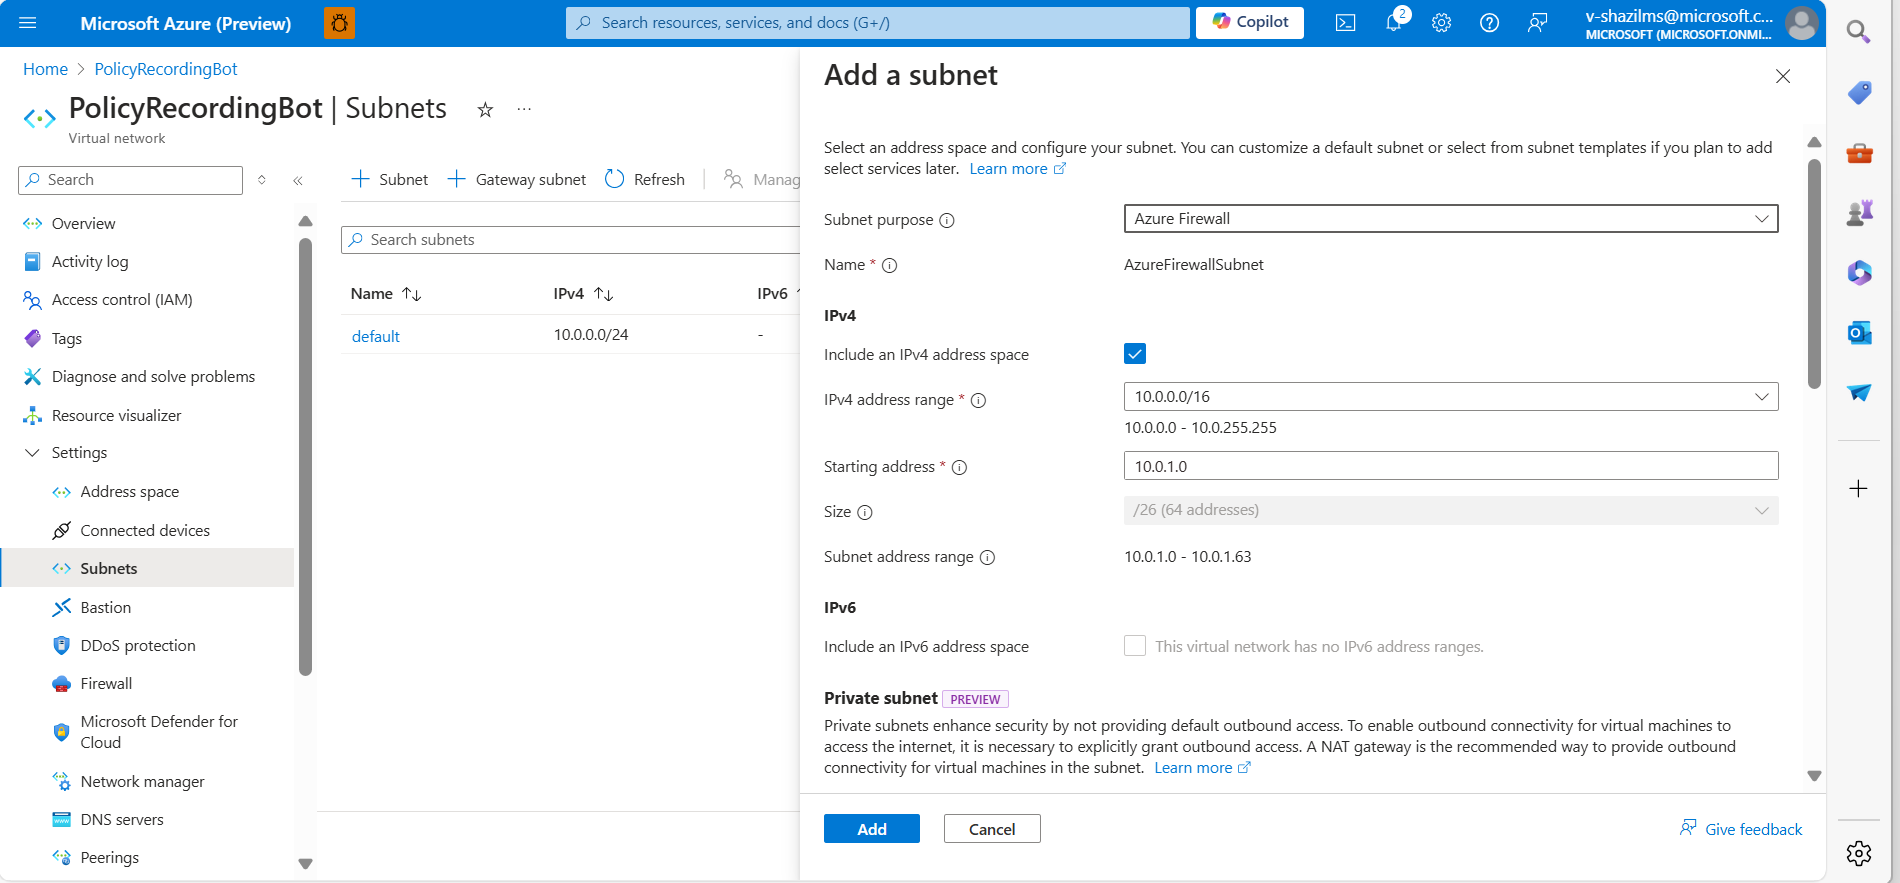 Microsoft Azure (Preview)
Search resources, services, and docs (G+/)
Copilot
2
v-shazilms@microsoft.c...
MICROSOFT (MICROSOFT.ONMI...
Home > PolicyRecordingBot
PolicyRecordingBot | Subnets
Virtual network
Search
Overview
Activity log
Access control (IAM)
Tags
Diagnose and solve problems
Resource visualizer
Settings
Address space
Connected devices
Subnets
Bastion
DDoS protection
Firewall
Microsoft Defender for
Cloud
Network manager
DNS servers
Peerings
Subnet
Gateway subnet
Refresh
Manag
Search subnets
Name IPv4 IPv6
default 10.0.0.0/24 -
Add a subnet
Select an address space and configure your subnet. You can customize a default subnet or select from subnet templates if you plan to add
select services later. Learn more
Subnet purpose Azure Firewall
Name * AzureFirewallSubnet
IPv4
Include an IPv4 address space
IPv4 address range * 10.0.0.0/16
10.0.0.0 - 10.0.255.255
Starting address * 10.0.1.0
Size /26 (64 addresses)
Subnet address range 10.0.1.0 - 10.0.1.63
IPv6
Include an IPv6 address space This virtual network has no IPv6 address ranges.
Private subnet PREVIEW
Private subnets enhance security by not providing default outbound access. To enable outbound connectivity for virtual machines to
access the internet, it is necessary to explicitly grant outbound access. A NAT gateway is the recommended way to provide outbound
connectivity for virtual machines in the subnet. Learn more
Add
Cancel
Give feedback